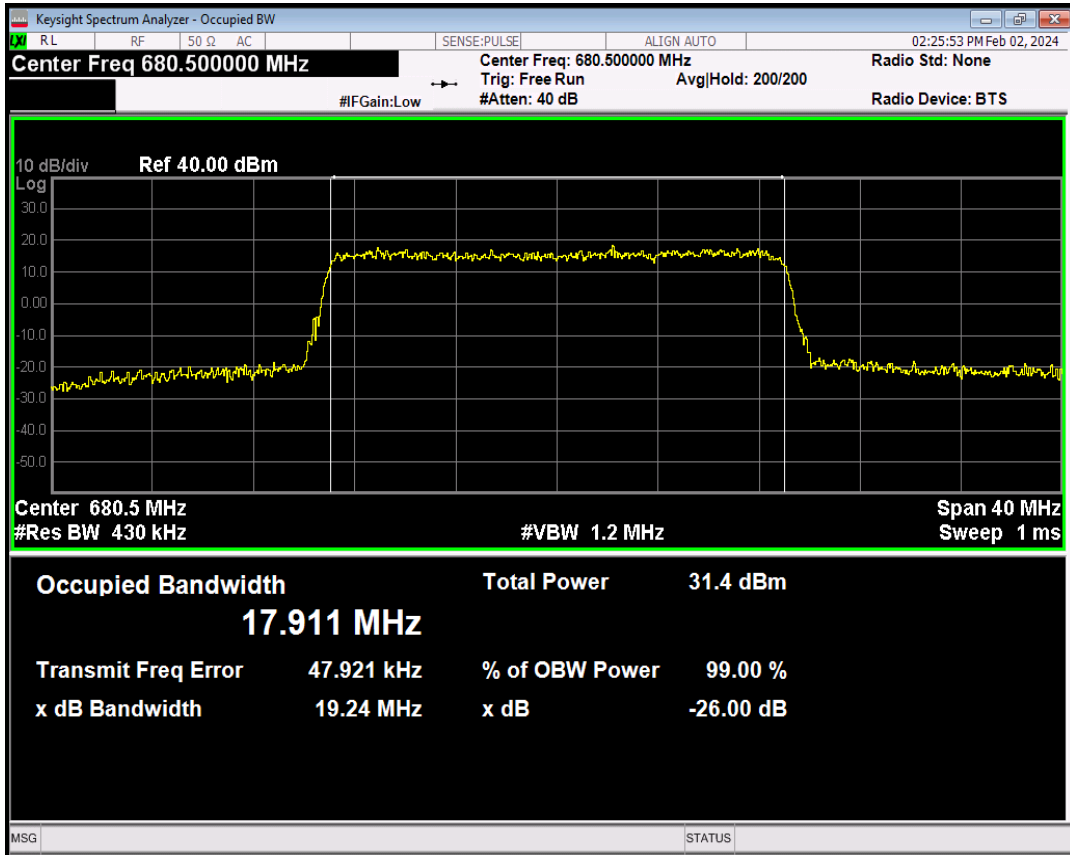 Keysight Spectrum Analyzer - Occupied BW
LXI RL RF 50 Ω AC SENSE:PULSE ALIGN AUTO 02:25:53 PM Feb 02, 2024
Center Freq 680.500000 MHz Center Freq: 680.500000 MHz Radio Std: None
Trig: Free Run Avg|Hold: 200/200
#IFGain:Low #Atten: 40 dB Radio Device: BTS
10 dB/div Ref 40.00 dBm
Log
30.0
20.0
10.0
0.00
-10.0
-20.0
-30.0
-40.0
-50.0
Center 680.5 MHz Span 40 MHz
#Res BW 430 kHz #VBW 1.2 MHz Sweep 1 ms
Occupied Bandwidth Total Power 31.4 dBm
17.911 MHz
Transmit Freq Error 47.921 kHz % of OBW Power 99.00 %
x dB Bandwidth 19.24 MHz x dB -26.00 dB
MSG STATUS